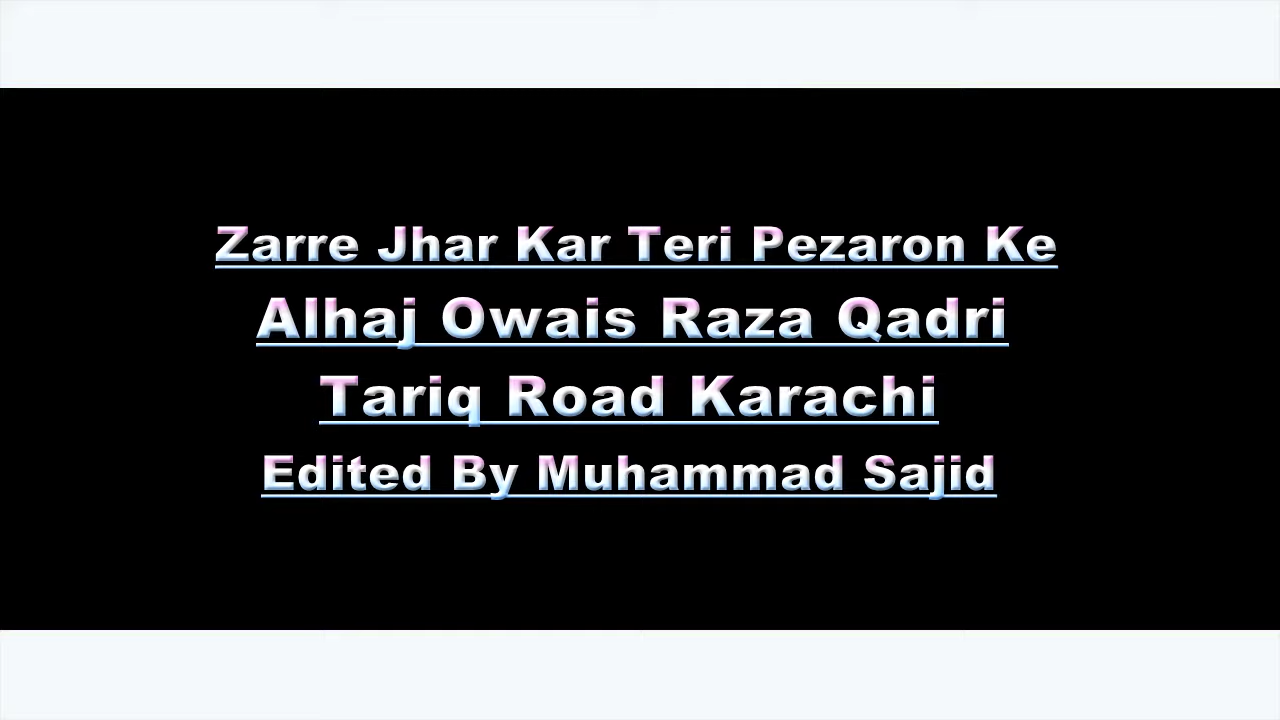 Zarre Jhar Kar Teri Pezaron Ke
Alhaj Owais Raza Qadri
Tariq Road Karachi
Edited By Muhammad Sajid